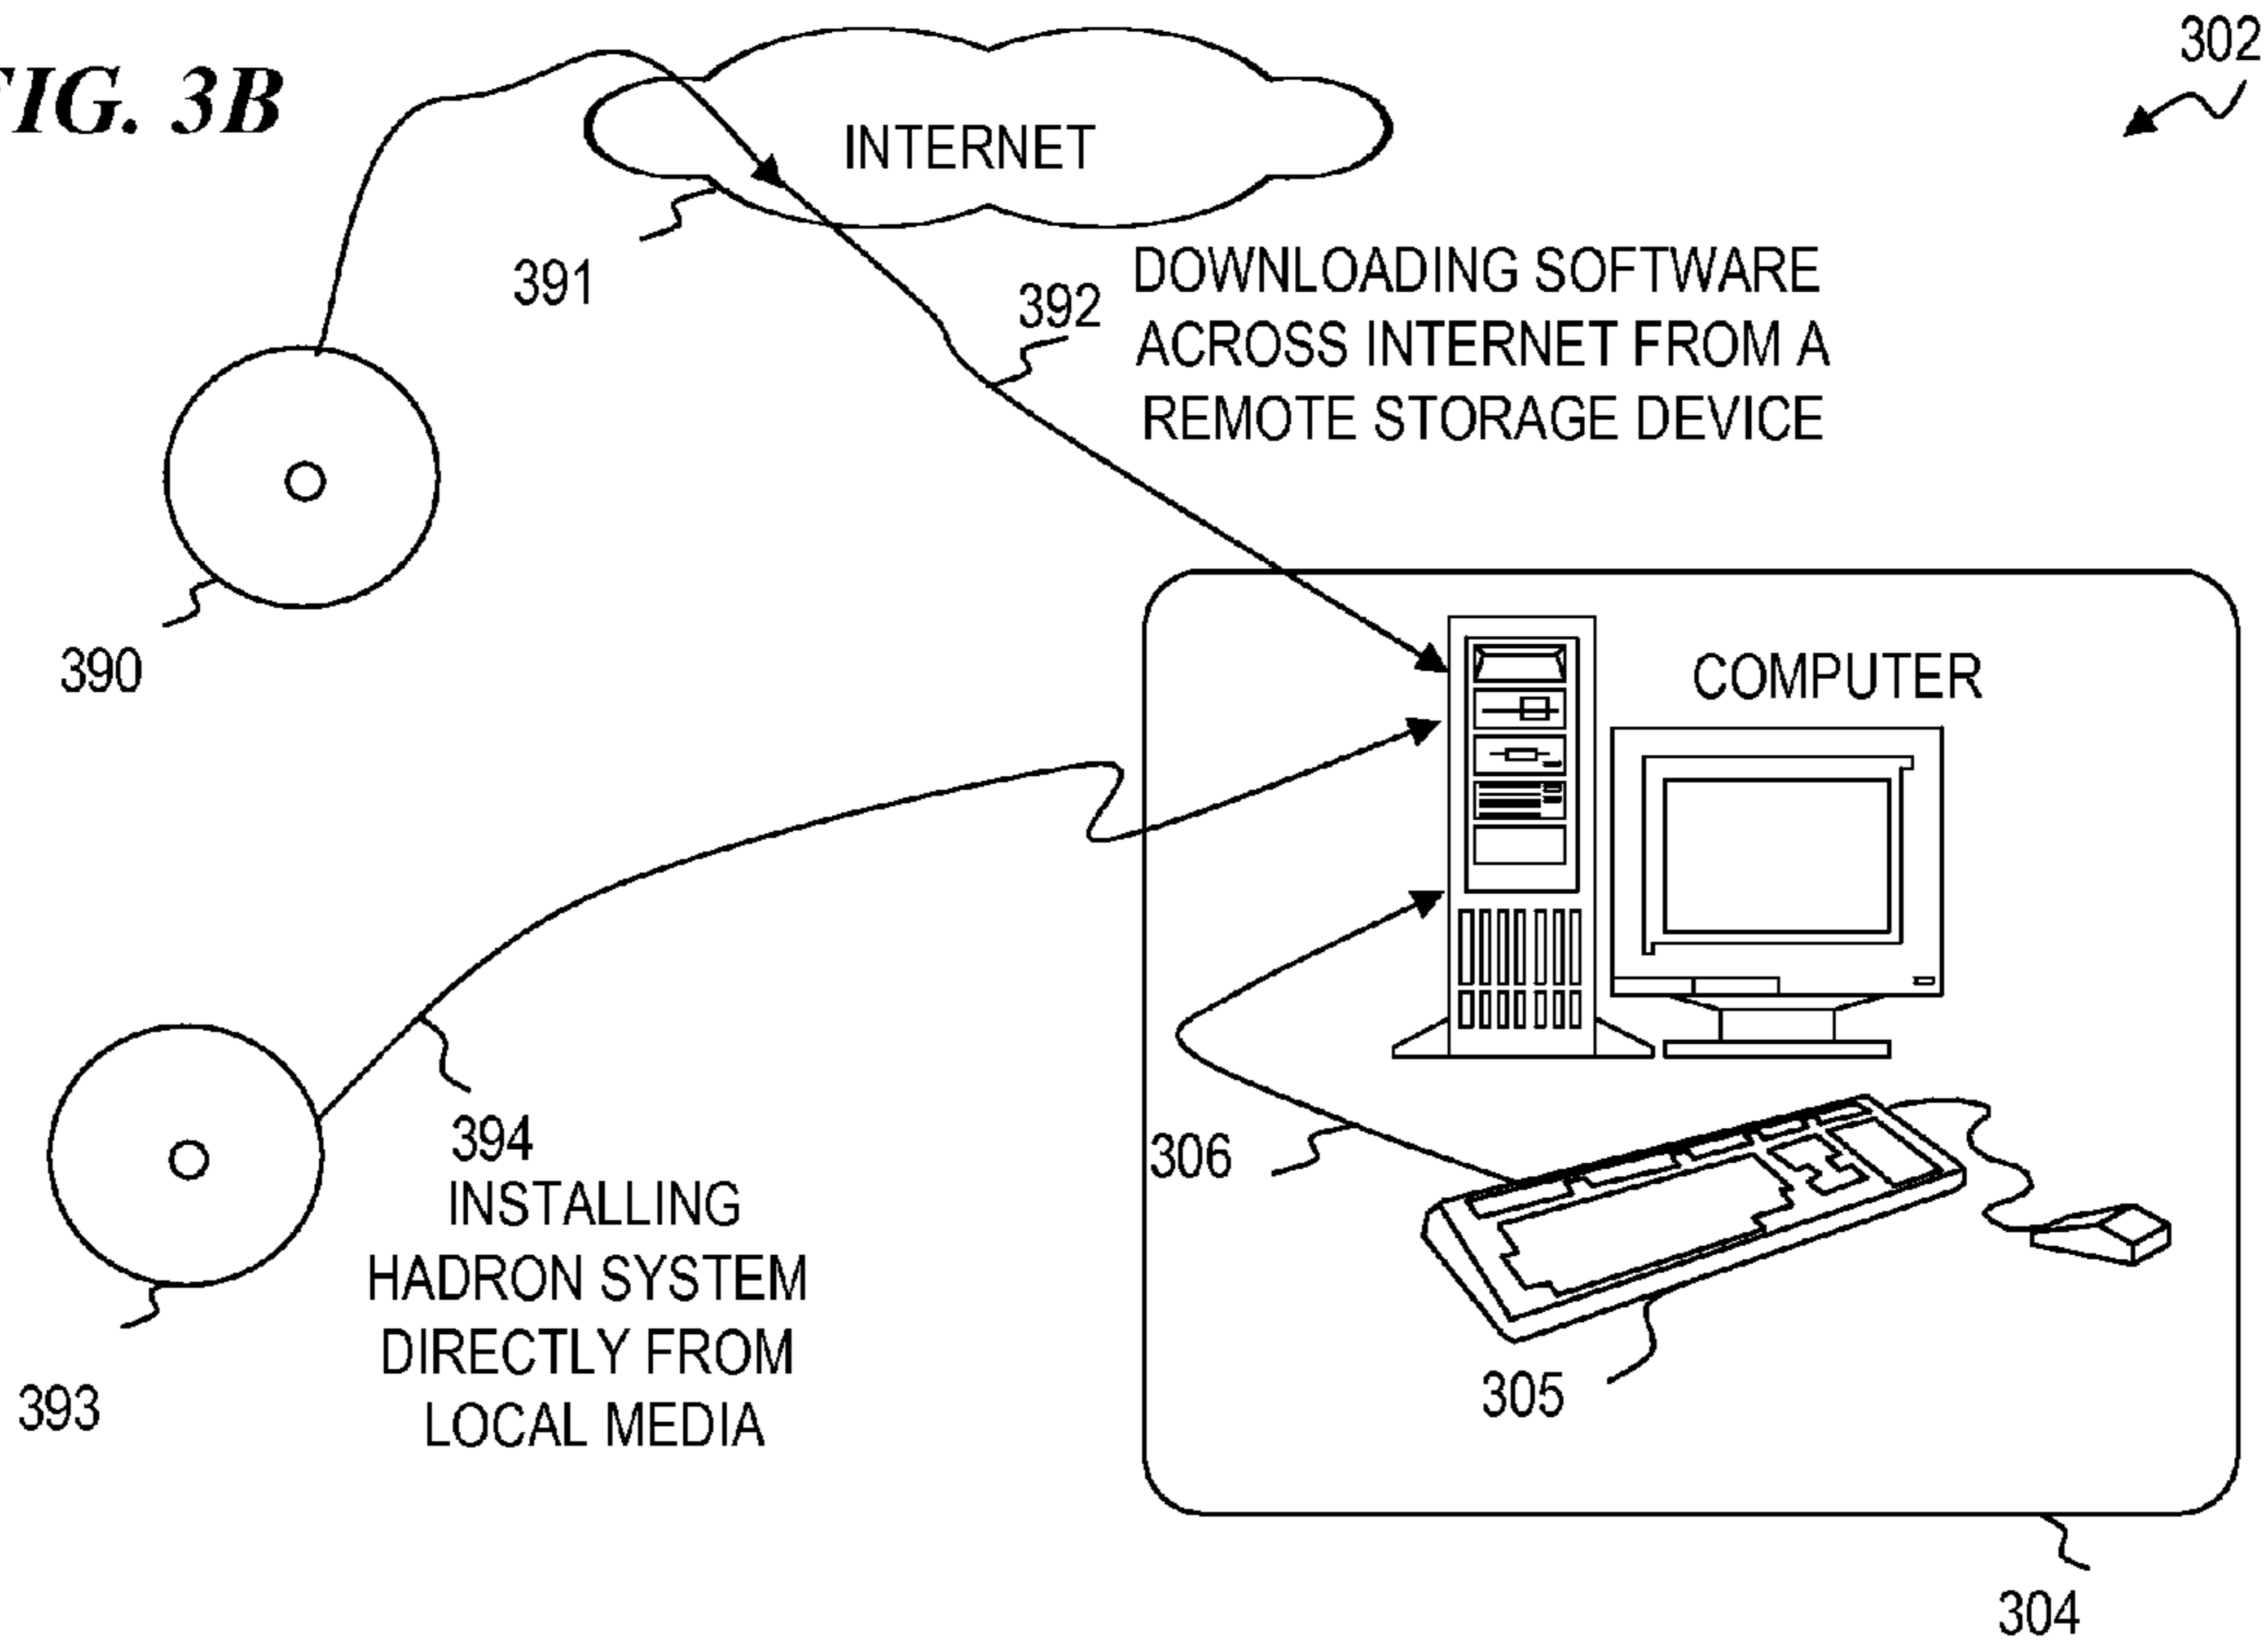 FIG. 3B
302
INTERNET
391
392
DOWNLOADING SOFTWARE
ACROSS INTERNET FROM A
REMOTE STORAGE DEVICE
390
COMPUTER
394
INSTALLING
HADRON SYSTEM
DIRECTLY FROM
LOCAL MEDIA
393
306
305
304